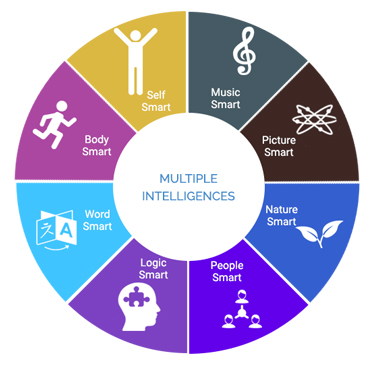 Self
Smart
Music
Smart
Body
Smart
Picture
Smart
MULTIPLE
INTELLIGENCES
Word
Smart
Nature
Smart
Logic
Smart
People
Smart
A